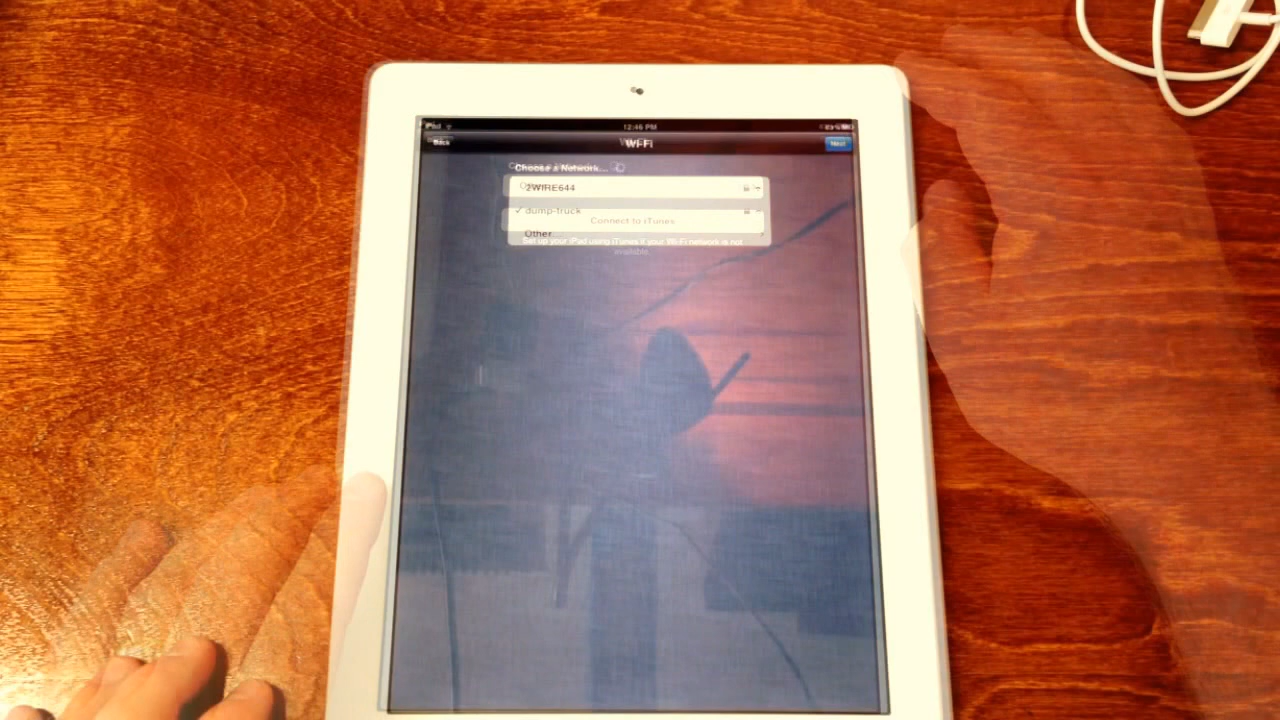 iPad 12:46 PM
Back Wi-Fi Next
Choose a Network...
2WIRE644
✓ dump-truck
Connect to iTunes
Other...
Set up your iPad using iTunes if your Wi-Fi network is not
available.